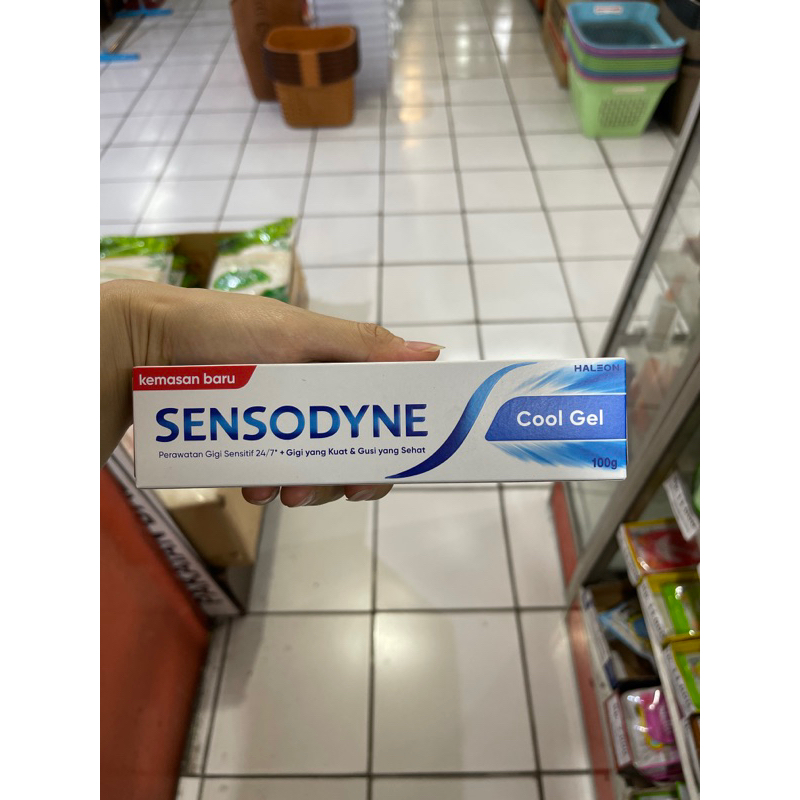 kemasan baru
HALEON
SENSODYNE
Cool Gel
Perawatan Gigi Sensitif 24/7* + Gigi yang Kuat & Gusi yang Sehat
100g